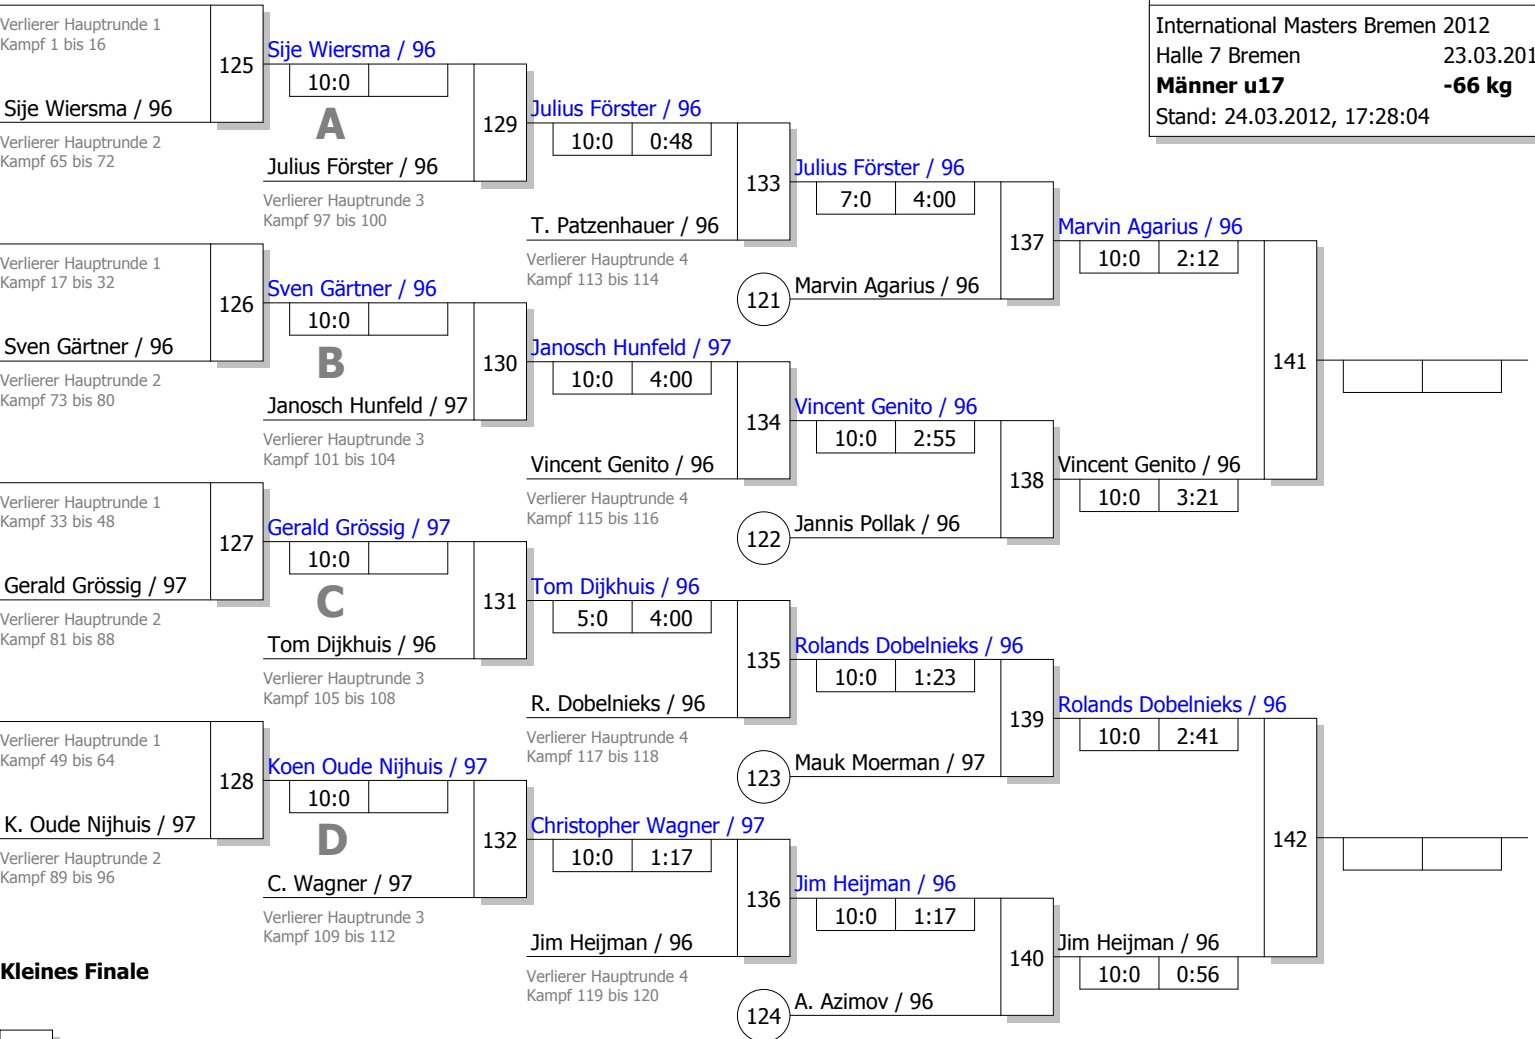 International Masters Bremen 2012
Halle 7 Bremen 23.03.201
Männer u17 -66 kg
Stand: 24.03.2012, 17:28:04
Verlierer Hauptrunde 1
Kampf 1 bis 16
125
Sije Wiersma / 96
Verlierer Hauptrunde 2
Kampf 65 bis 72
Verlierer Hauptrunde 1
Kampf 17 bis 32
126
Sven Gärtner / 96
Verlierer Hauptrunde 2
Kampf 73 bis 80
Verlierer Hauptrunde 1
Kampf 33 bis 48
127
Gerald Grössig / 97
Verlierer Hauptrunde 2
Kampf 81 bis 88
Verlierer Hauptrunde 1
Kampf 49 bis 64
128
K. Oude Nijhuis / 97
Verlierer Hauptrunde 2
Kampf 89 bis 96
Kleines Finale
Sije Wiersma / 96
10:0
A
129
Julius Förster / 96
Verlierer Hauptrunde 3
Kampf 97 bis 100
Sven Gärtner / 96
10:0
B
130
Janosch Hunfeld / 97
Verlierer Hauptrunde 3
Kampf 101 bis 104
Gerald Grössig / 97
10:0
C
131
Tom Dijkhuis / 96
Verlierer Hauptrunde 3
Kampf 105 bis 108
Koen Oude Nijhuis / 97
10:0
D
132
C. Wagner / 97
Verlierer Hauptrunde 3
Kampf 109 bis 112
Julius Förster / 96
10:0 0:48
133
T. Patzenhauer / 96
Verlierer Hauptrunde 4
Kampf 113 bis 114
Janosch Hunfeld / 97
10:0 4:00
134
Vincent Genito / 96
Verlierer Hauptrunde 4
Kampf 115 bis 116
Tom Dijkhuis / 96
5:0 4:00
135
R. Dobelnieks / 96
Verlierer Hauptrunde 4
Kampf 117 bis 118
Christopher Wagner / 97
10:0 1:17
136
Jim Heijman / 96
Verlierer Hauptrunde 4
Kampf 119 bis 120
Julius Förster / 96
7:0 4:00
137
121 Marvin Agarius / 96
Vincent Genito / 96
10:0 2:55
138
122 Jannis Pollak / 96
Rolands Dobelnieks / 96
10:0 1:23
139
123 Mauk Moerman / 97
Jim Heijman / 96
10:0 1:17
140
124 A. Azimov / 96
Marvin Agarius / 96
10:0 2:12
141
Vincent Genito / 96
10:0 3:21
Rolands Dobelnieks / 96
10:0 2:41
142
Jim Heijman / 96
10:0 0:56